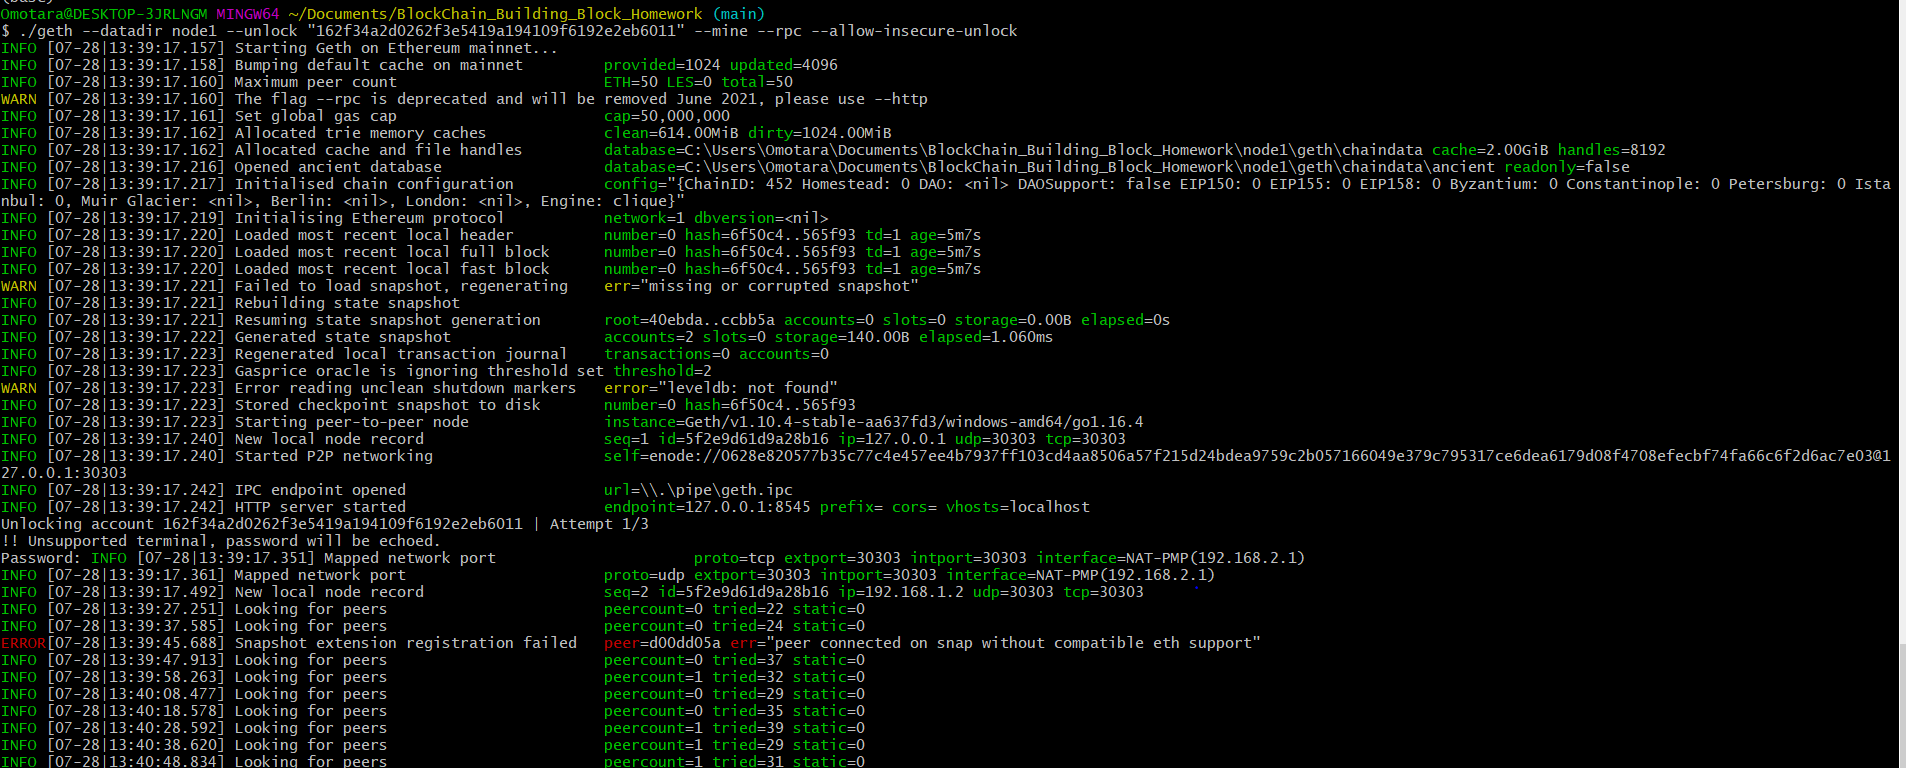 (base)
Omotara@DESKTOP-3JRLNGM MINGW64 ~/Documents/BlockChain_Building_Block_Homework (main)
$ ./geth --datadir node1 --unlock "162f34a2d0262f3e5419a194109f6192e2eb6011" --mine --rpc --allow-insecure-unlock
INFO [07-28|13:39:17.157] Starting Geth on Ethereum mainnet...
INFO [07-28|13:39:17.158] Bumping default cache on mainnet         provided=1024 updated=4096
INFO [07-28|13:39:17.160] Maximum peer count                       ETH=50 LES=0 total=50
WARN [07-28|13:39:17.160] The flag --rpc is deprecated and will be removed June 2021, please use --http
INFO [07-28|13:39:17.161] Set global gas cap                       cap=50,000,000
INFO [07-28|13:39:17.162] Allocated trie memory caches             clean=614.00MiB dirty=1024.00MiB
INFO [07-28|13:39:17.162] Allocated cache and file handles         database=C:\Users\Omotara\Documents\BlockChain_Building_Block_Homework\node1\geth\chaindata cache=2.00GiB handles=8192
INFO [07-28|13:39:17.216] Opened ancient database                  database=C:\Users\Omotara\Documents\BlockChain_Building_Block_Homework\node1\geth\chaindata\ancient readonly=false
INFO [07-28|13:39:17.217] Initialised chain configuration          config="{ChainID: 452 Homestead: 0 DAO: <nil> DAOSupport: false EIP150: 0 EIP155: 0 EIP158: 0 Byzantium: 0 Constantinople: 0 Petersburg: 0 Ista
nbul: 0, Muir Glacier: <nil>, Berlin: <nil>, London: <nil>, Engine: clique}"
INFO [07-28|13:39:17.219] Initialising Ethereum protocol           network=1 dbversion=<nil>
INFO [07-28|13:39:17.220] Loaded most recent local header          number=0 hash=6f50c4..565f93 td=1 age=5m7s
INFO [07-28|13:39:17.220] Loaded most recent local full block      number=0 hash=6f50c4..565f93 td=1 age=5m7s
INFO [07-28|13:39:17.220] Loaded most recent local fast block      number=0 hash=6f50c4..565f93 td=1 age=5m7s
WARN [07-28|13:39:17.221] Failed to load snapshot, regenerating    err="missing or corrupted snapshot"
INFO [07-28|13:39:17.221] Rebuilding state snapshot
INFO [07-28|13:39:17.221] Resuming state snapshot generation       root=40ebda..ccbb5a accounts=0 slots=0 storage=0.00B elapsed=0s
INFO [07-28|13:39:17.222] Generated state snapshot                 accounts=2 slots=0 storage=140.00B elapsed=1.060ms
INFO [07-28|13:39:17.223] Regenerated local transaction journal    transactions=0 accounts=0
INFO [07-28|13:39:17.223] Gasprice oracle is ignoring threshold set threshold=2
WARN [07-28|13:39:17.223] Error reading unclean shutdown markers   error="leveldb: not found"
INFO [07-28|13:39:17.223] Stored checkpoint snapshot to disk       number=0 hash=6f50c4..565f93
INFO [07-28|13:39:17.223] Starting peer-to-peer node               instance=Geth/v1.10.4-stable-aa637fd3/windows-amd64/go1.16.4
INFO [07-28|13:39:17.240] New local node record                    seq=1 id=5f2e9d61d9a28b16 ip=127.0.0.1 udp=30303 tcp=30303
INFO [07-28|13:39:17.240] Started P2P networking                   self=enode://0628e820577b35c77c4e457ee4b7937ff103cd4aa8506a57f215d24bdea9759c2b057166049e379c795317ce6dea6179d08f4708efecbf74fa66c6f2d6ac7e03@1
27.0.0.1:30303
INFO [07-28|13:39:17.242] IPC endpoint opened                      url=\\.\pipe\geth.ipc
INFO [07-28|13:39:17.242] HTTP server started                      endpoint=127.0.0.1:8545 prefix= cors= vhosts=localhost
Unlocking account 162f34a2d0262f3e5419a194109f6192e2eb6011 | Attempt 1/3
!! Unsupported terminal, password will be echoed.
Password: INFO [07-28|13:39:17.351] Mapped network port                      proto=tcp extport=30303 intport=30303 interface=NAT-PMP(192.168.2.1)
INFO [07-28|13:39:17.361] Mapped network port                      proto=udp extport=30303 intport=30303 interface=NAT-PMP(192.168.2.1)
INFO [07-28|13:39:17.492] New local node record                    seq=2 id=5f2e9d61d9a28b16 ip=192.168.1.2 udp=30303 tcp=30303
INFO [07-28|13:39:27.251] Looking for peers                        peercount=0 tried=22 static=0
INFO [07-28|13:39:37.585] Looking for peers                        peercount=0 tried=24 static=0
ERROR[07-28|13:39:45.688] Snapshot extension registration failed   peer=d00dd05a err="peer connected on snap without compatible eth support"
INFO [07-28|13:39:47.913] Looking for peers                        peercount=0 tried=37 static=0
INFO [07-28|13:39:58.263] Looking for peers                        peercount=1 tried=32 static=0
INFO [07-28|13:40:08.477] Looking for peers                        peercount=0 tried=29 static=0
INFO [07-28|13:40:18.578] Looking for peers                        peercount=0 tried=35 static=0
INFO [07-28|13:40:28.592] Looking for peers                        peercount=1 tried=39 static=0
INFO [07-28|13:40:38.620] Looking for peers                        peercount=1 tried=29 static=0
INFO [07-28|13:40:48.834] Looking for peers                        peercount=1 tried=31 static=0